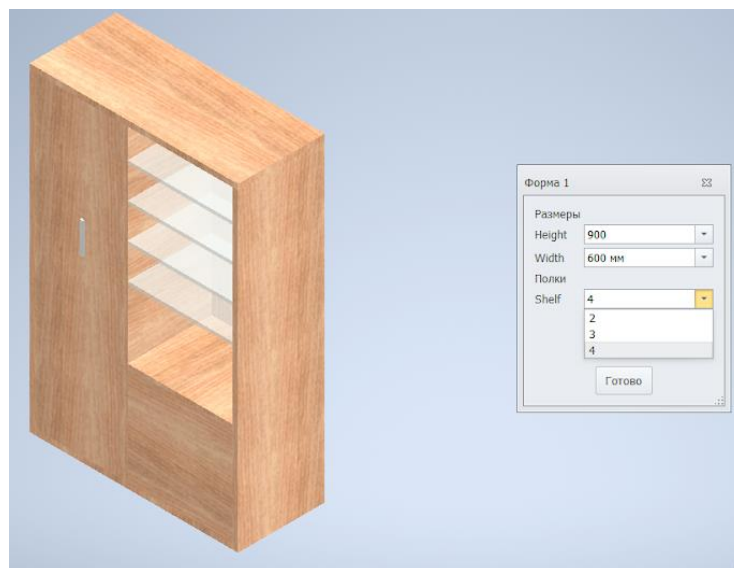 Форма 1
Размеры
Height 900
Width 600 мм
Полки
Shelf 4
2
3
4
Готово